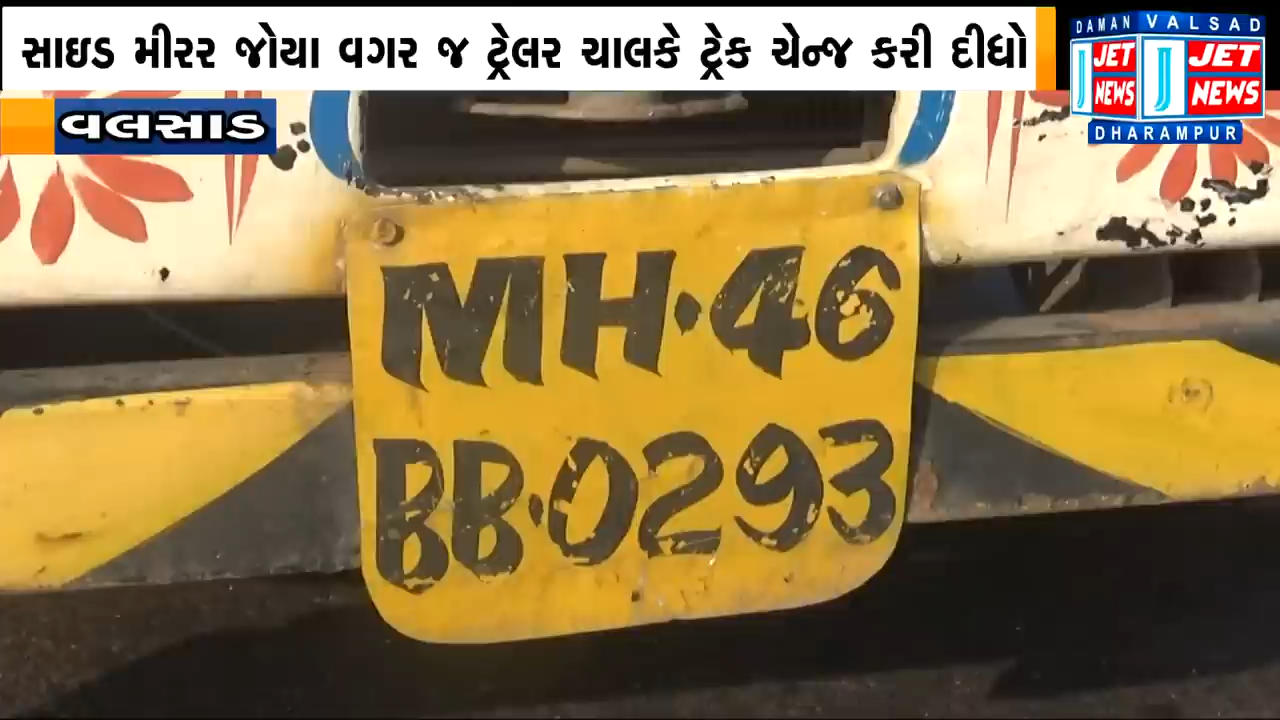 સાઇડ મીરર જોયા વગર જ ટ્રેલર ચાલકે ટ્રેક ચેન્જ કરી દીધો
DAMAN VALSAD
JET NEWS
JET NEWS
DHARAMPUR
વલસાડ
MH·46
BB·0293